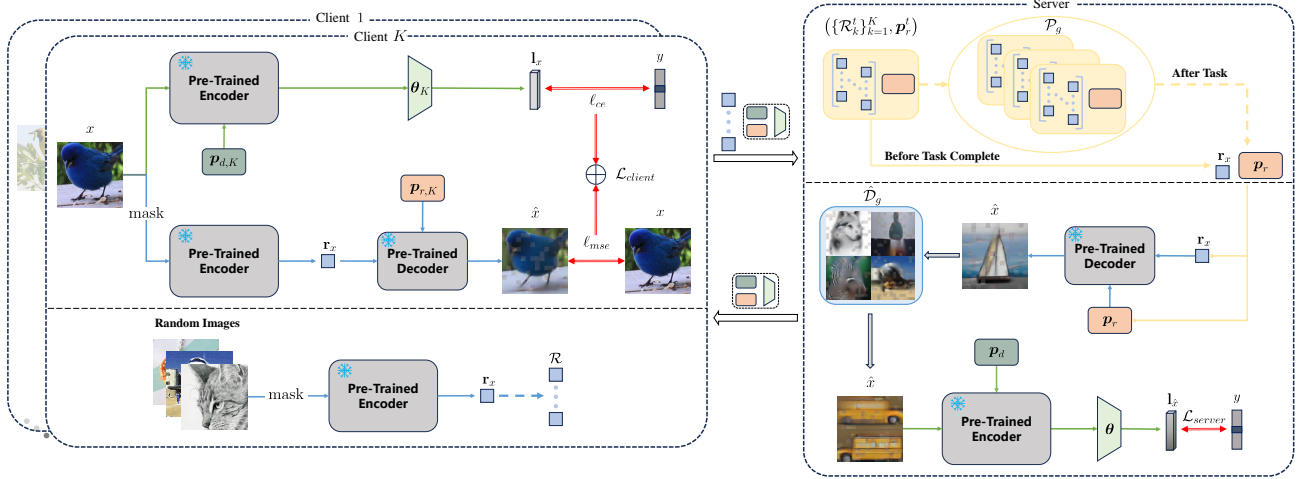 Client 1
Client K
Pre-Trained
Encoder
θ_K
l_x
y
ℓ_ce
x
p_{d,K}
p_{r,K}
⊕ ℒ_client
mask
Pre-Trained
Encoder
r_x
Pre-Trained
Decoder
x̂
ℓ_mse
x
Random Images
mask
Pre-Trained
Encoder
r_x
ℛ
Server
({ℛ_k^t}_{k=1}^K, p_r^t)
𝒫_g
After Task
Before Task Complete
r_x
p_r
𝒟̂_g
x̂
Pre-Trained
Decoder
r_x
p_r
p_d
x̂
Pre-Trained
Encoder
θ
l_x̂
ℒ_server
y